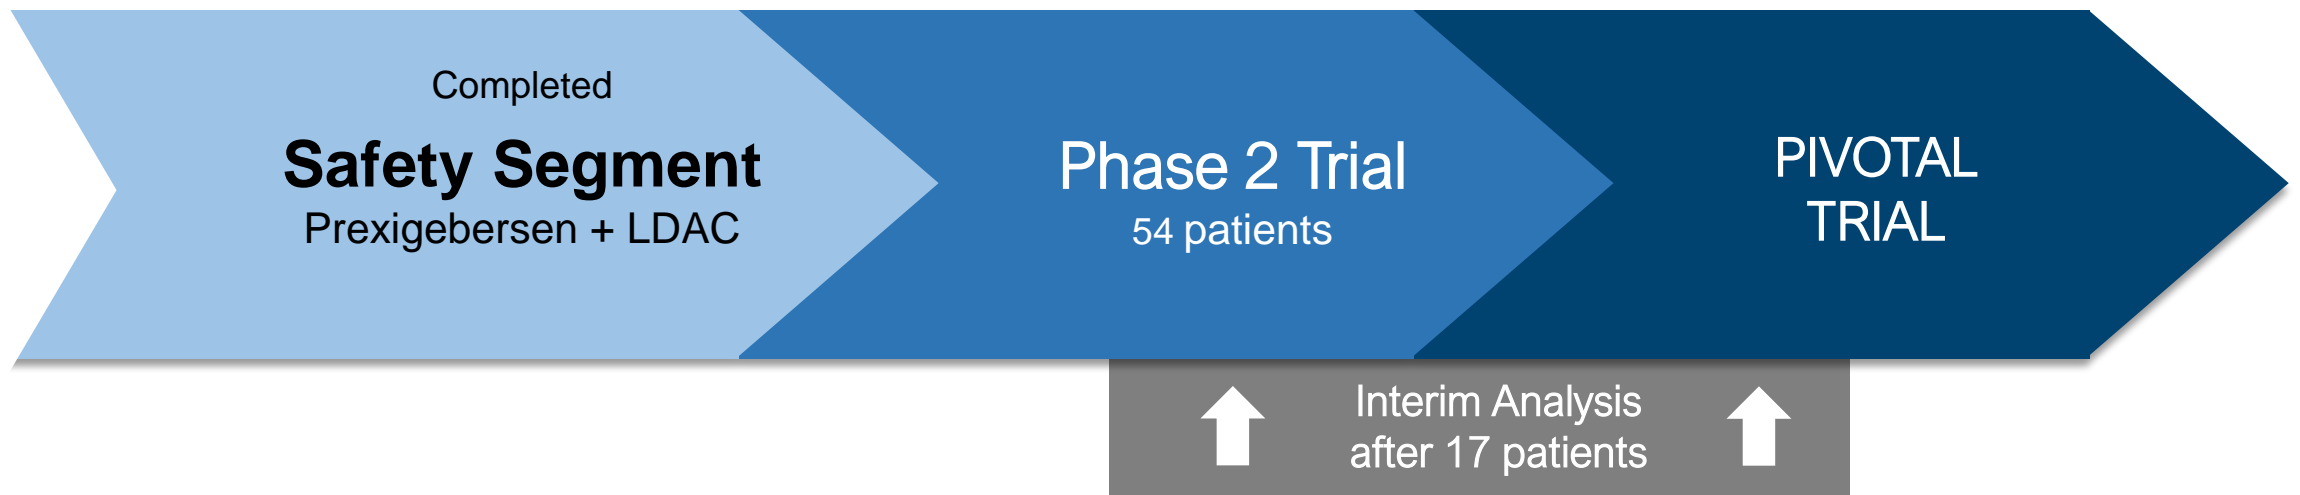 Completed
Safety Segment
Prexigebersen + LDAC
Phase 2 Trial
54 patients
PIVOTAL
TRIAL
Interim Analysis
after 17 patients